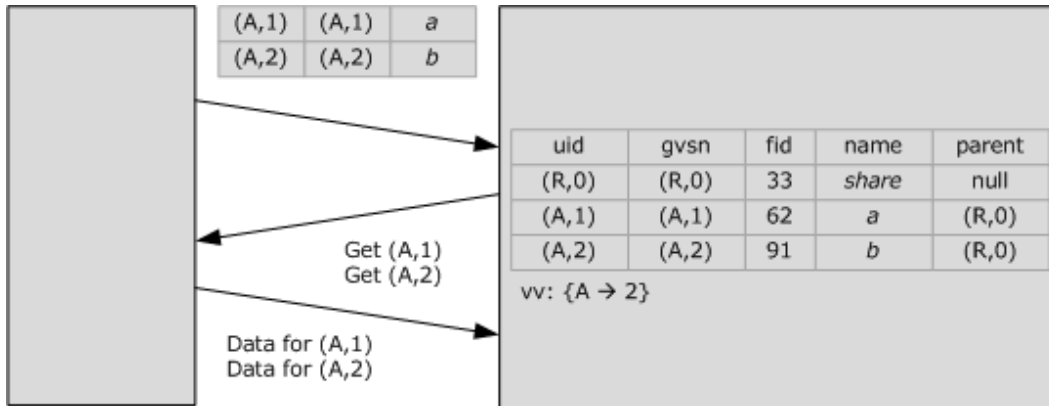 (A,1) (A,1) a
(A,2) (A,2) b
uid gvsn fid name parent
(R,0) (R,0) 33 share null
(A,1) (A,1) 62 a (R,0)
(A,2) (A,2) 91 b (R,0)
vv: {A → 2}
Get (A,1)
Get (A,2)
Data for (A,1)
Data for (A,2)